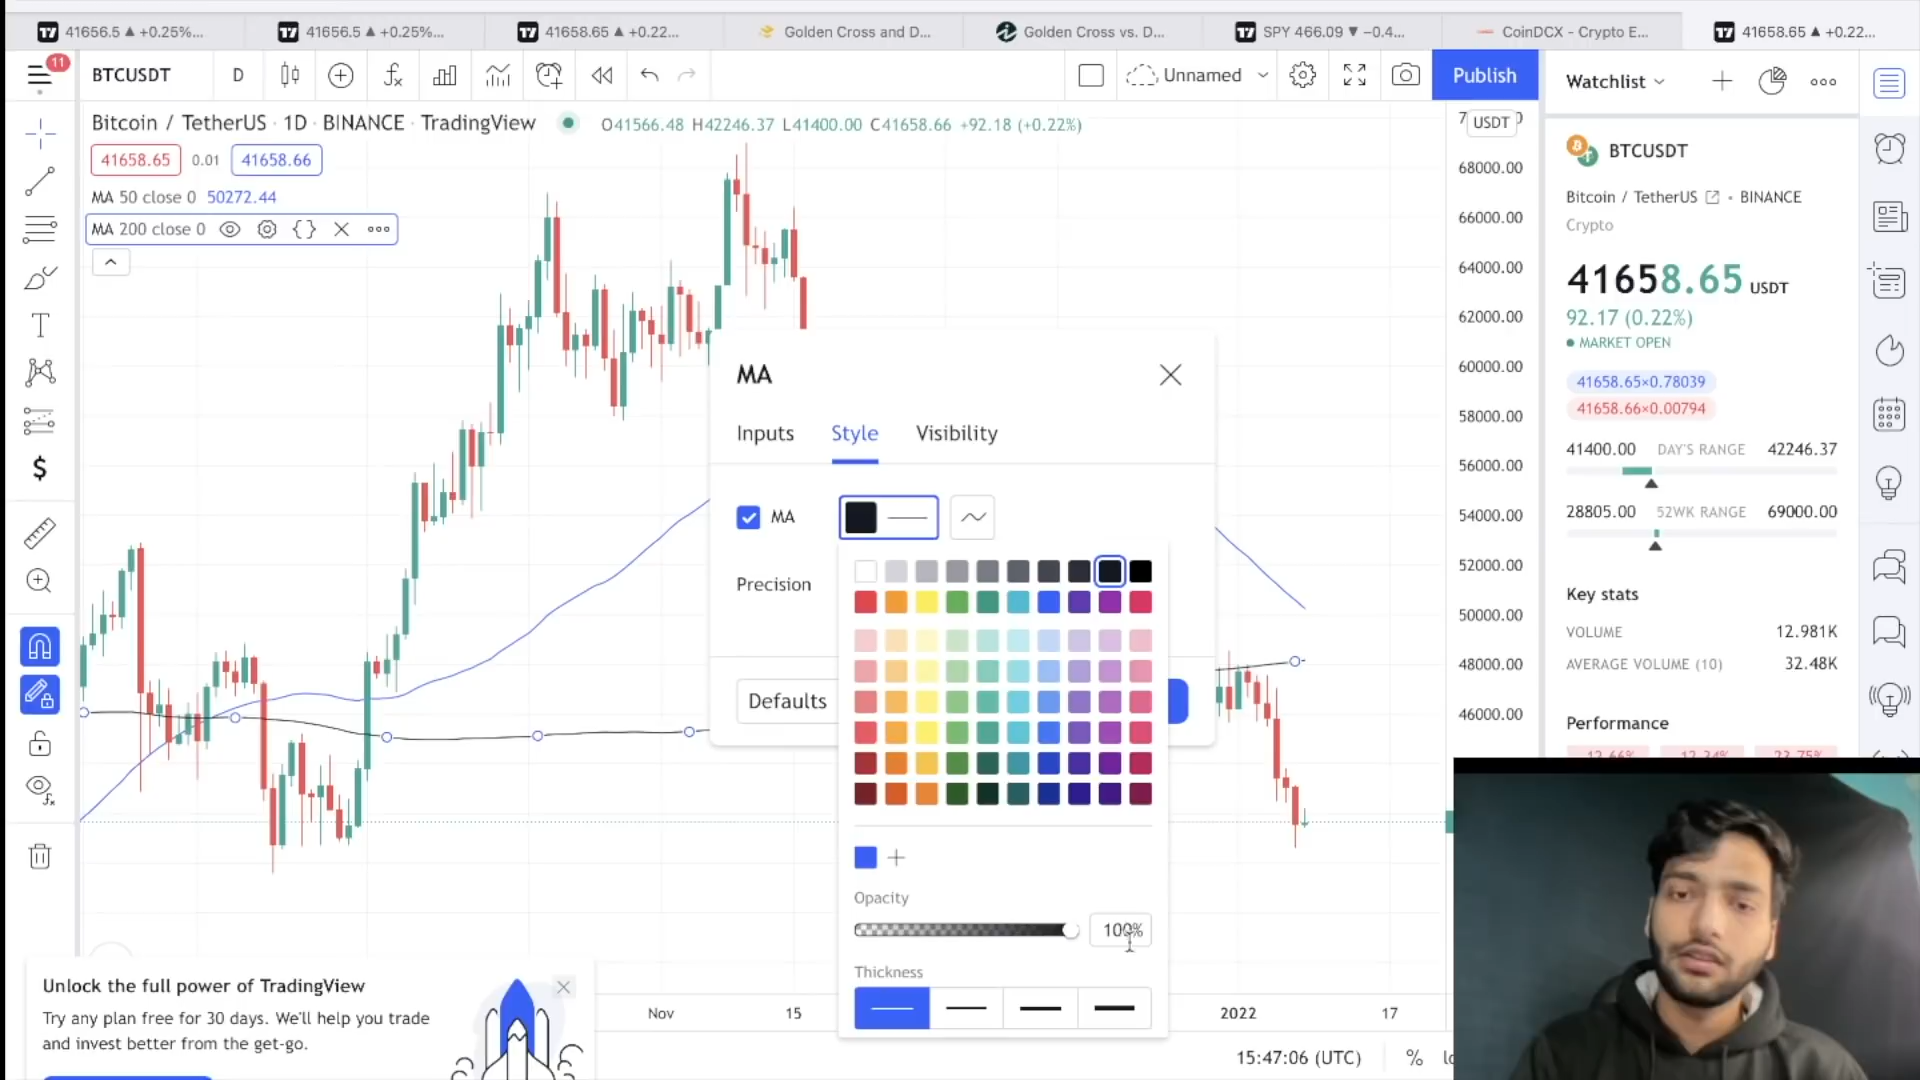 41656.5 ▲ +0.25%...
41656.5 ▲ +0.25%...
41658.65 ▲ +0.22...
Golden Cross and D...
Golden Cross vs. D...
SPY 466.09 ▼ −0.4...
CoinDCX - Crypto E...
41658.65 ▲ +0.22...
11
BTCUSDT
D
Unnamed
Publish
Watchlist
Bitcoin / TetherUS · 1D · BINANCE · TradingView
O41566.48 H42246.37 L41400.00 C41658.66 +92.18 (+0.22%)
USDT
41658.65
0.01
41658.66
MA 50 close 0 50272.44
MA 200 close 0
68000.00
66000.00
64000.00
62000.00
60000.00
58000.00
56000.00
54000.00
52000.00
50000.00
48000.00
46000.00
MA
Inputs
Style
Visibility
MA
Precision
Defaults
Opacity
100%
Thickness
BTCUSDT
Bitcoin / TetherUS • BINANCE
Crypto
41658.65 USDT
92.17 (0.22%)
MARKET OPEN
41658.65×0.78039
41658.66×0.00794
41400.00 DAY'S RANGE 42246.37
28805.00 52WK RANGE 69000.00
Key stats
VOLUME 12.981K
AVERAGE VOLUME (10) 32.48K
Performance
Unlock the full power of TradingView
Try any plan free for 30 days. We'll help you trade
and invest better from the get-go.
Nov
15
2022
17
15:47:06 (UTC)
%